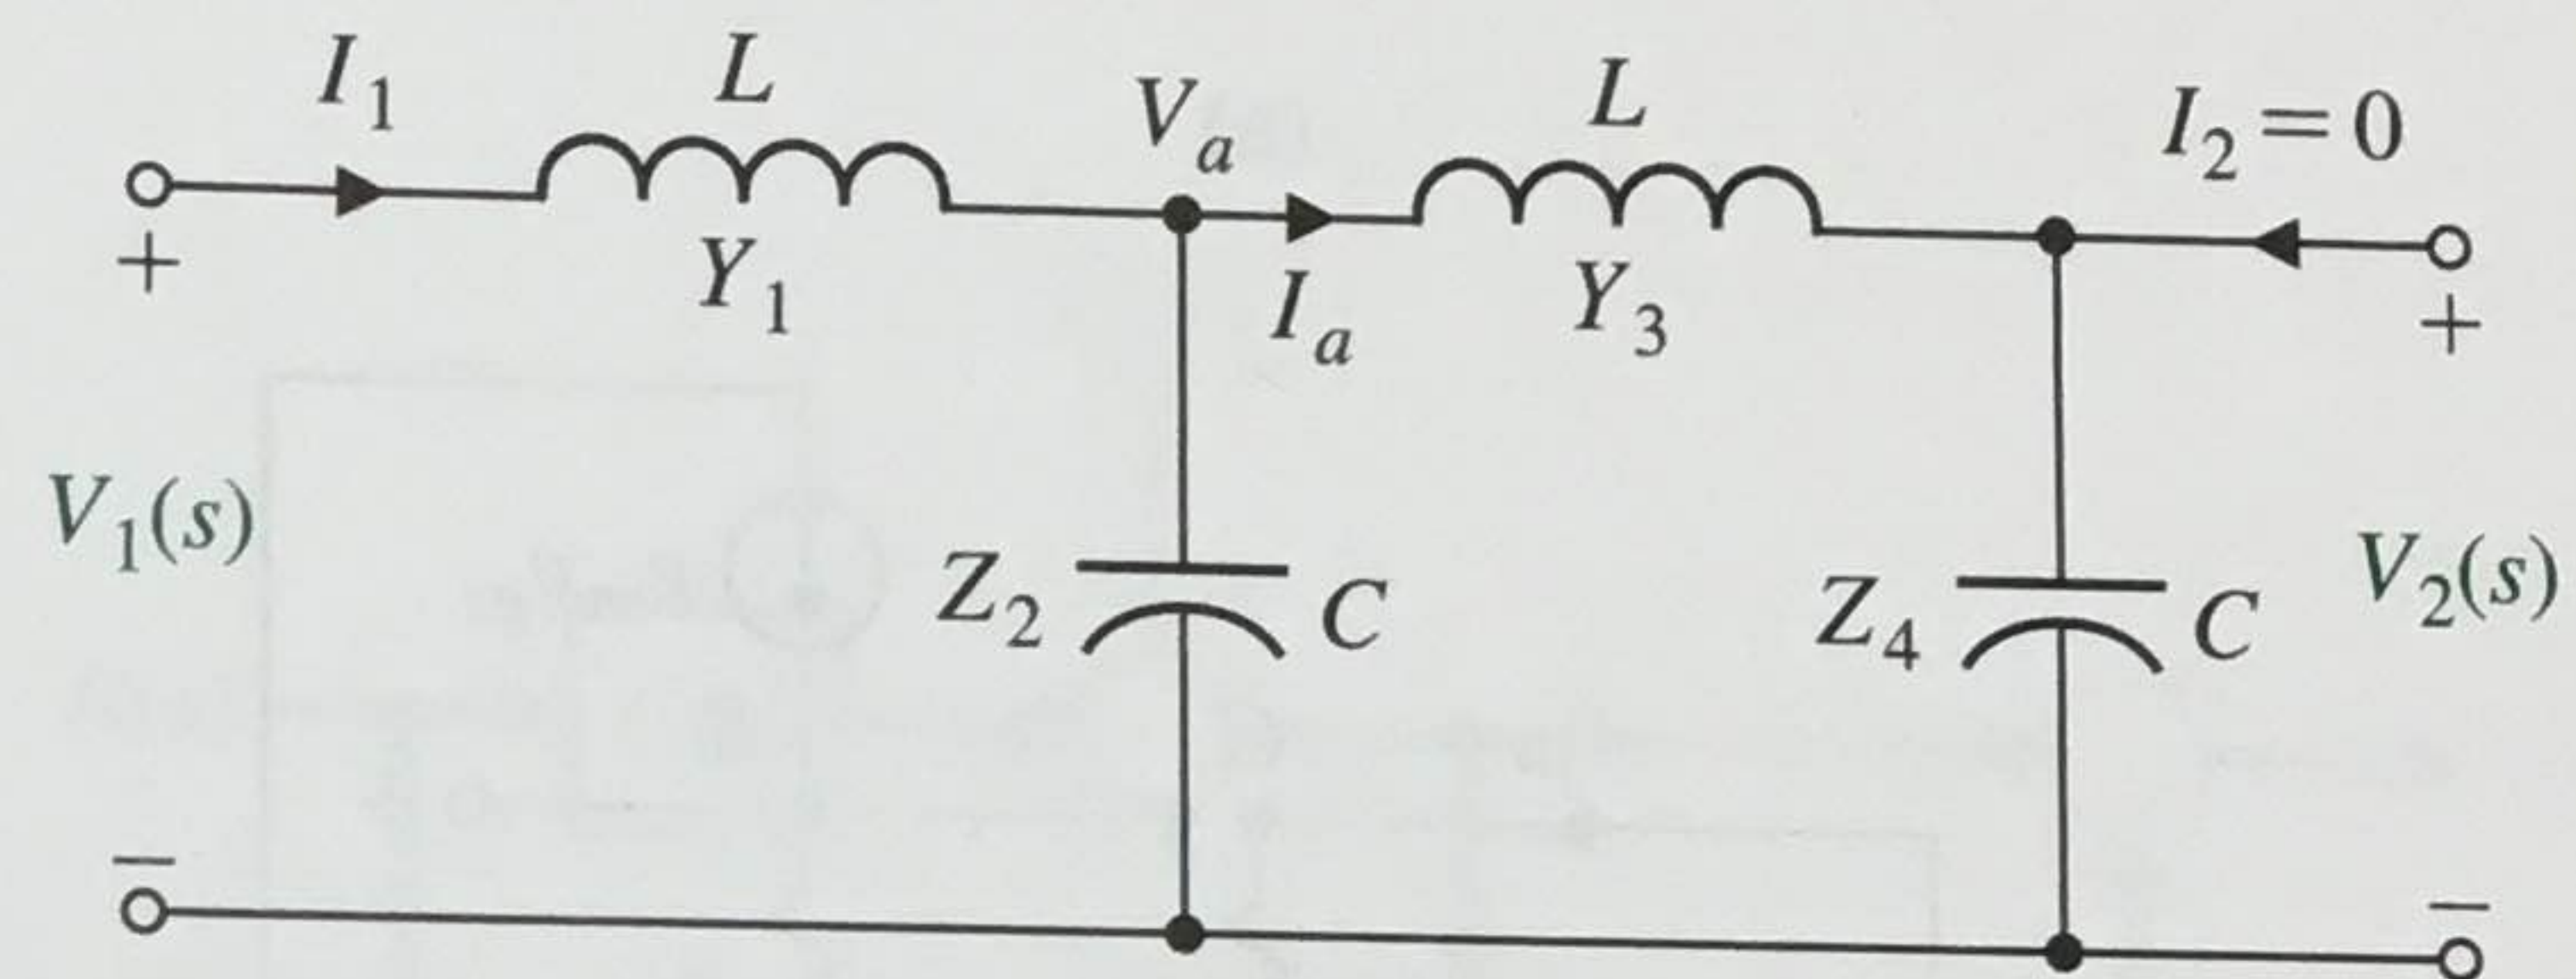 I₁ L Vₐ L I₂ = 0
+ Y₁ Iₐ Y₃ +
V₁(s) Z₂ C Z₄ C V₂(s)
− −